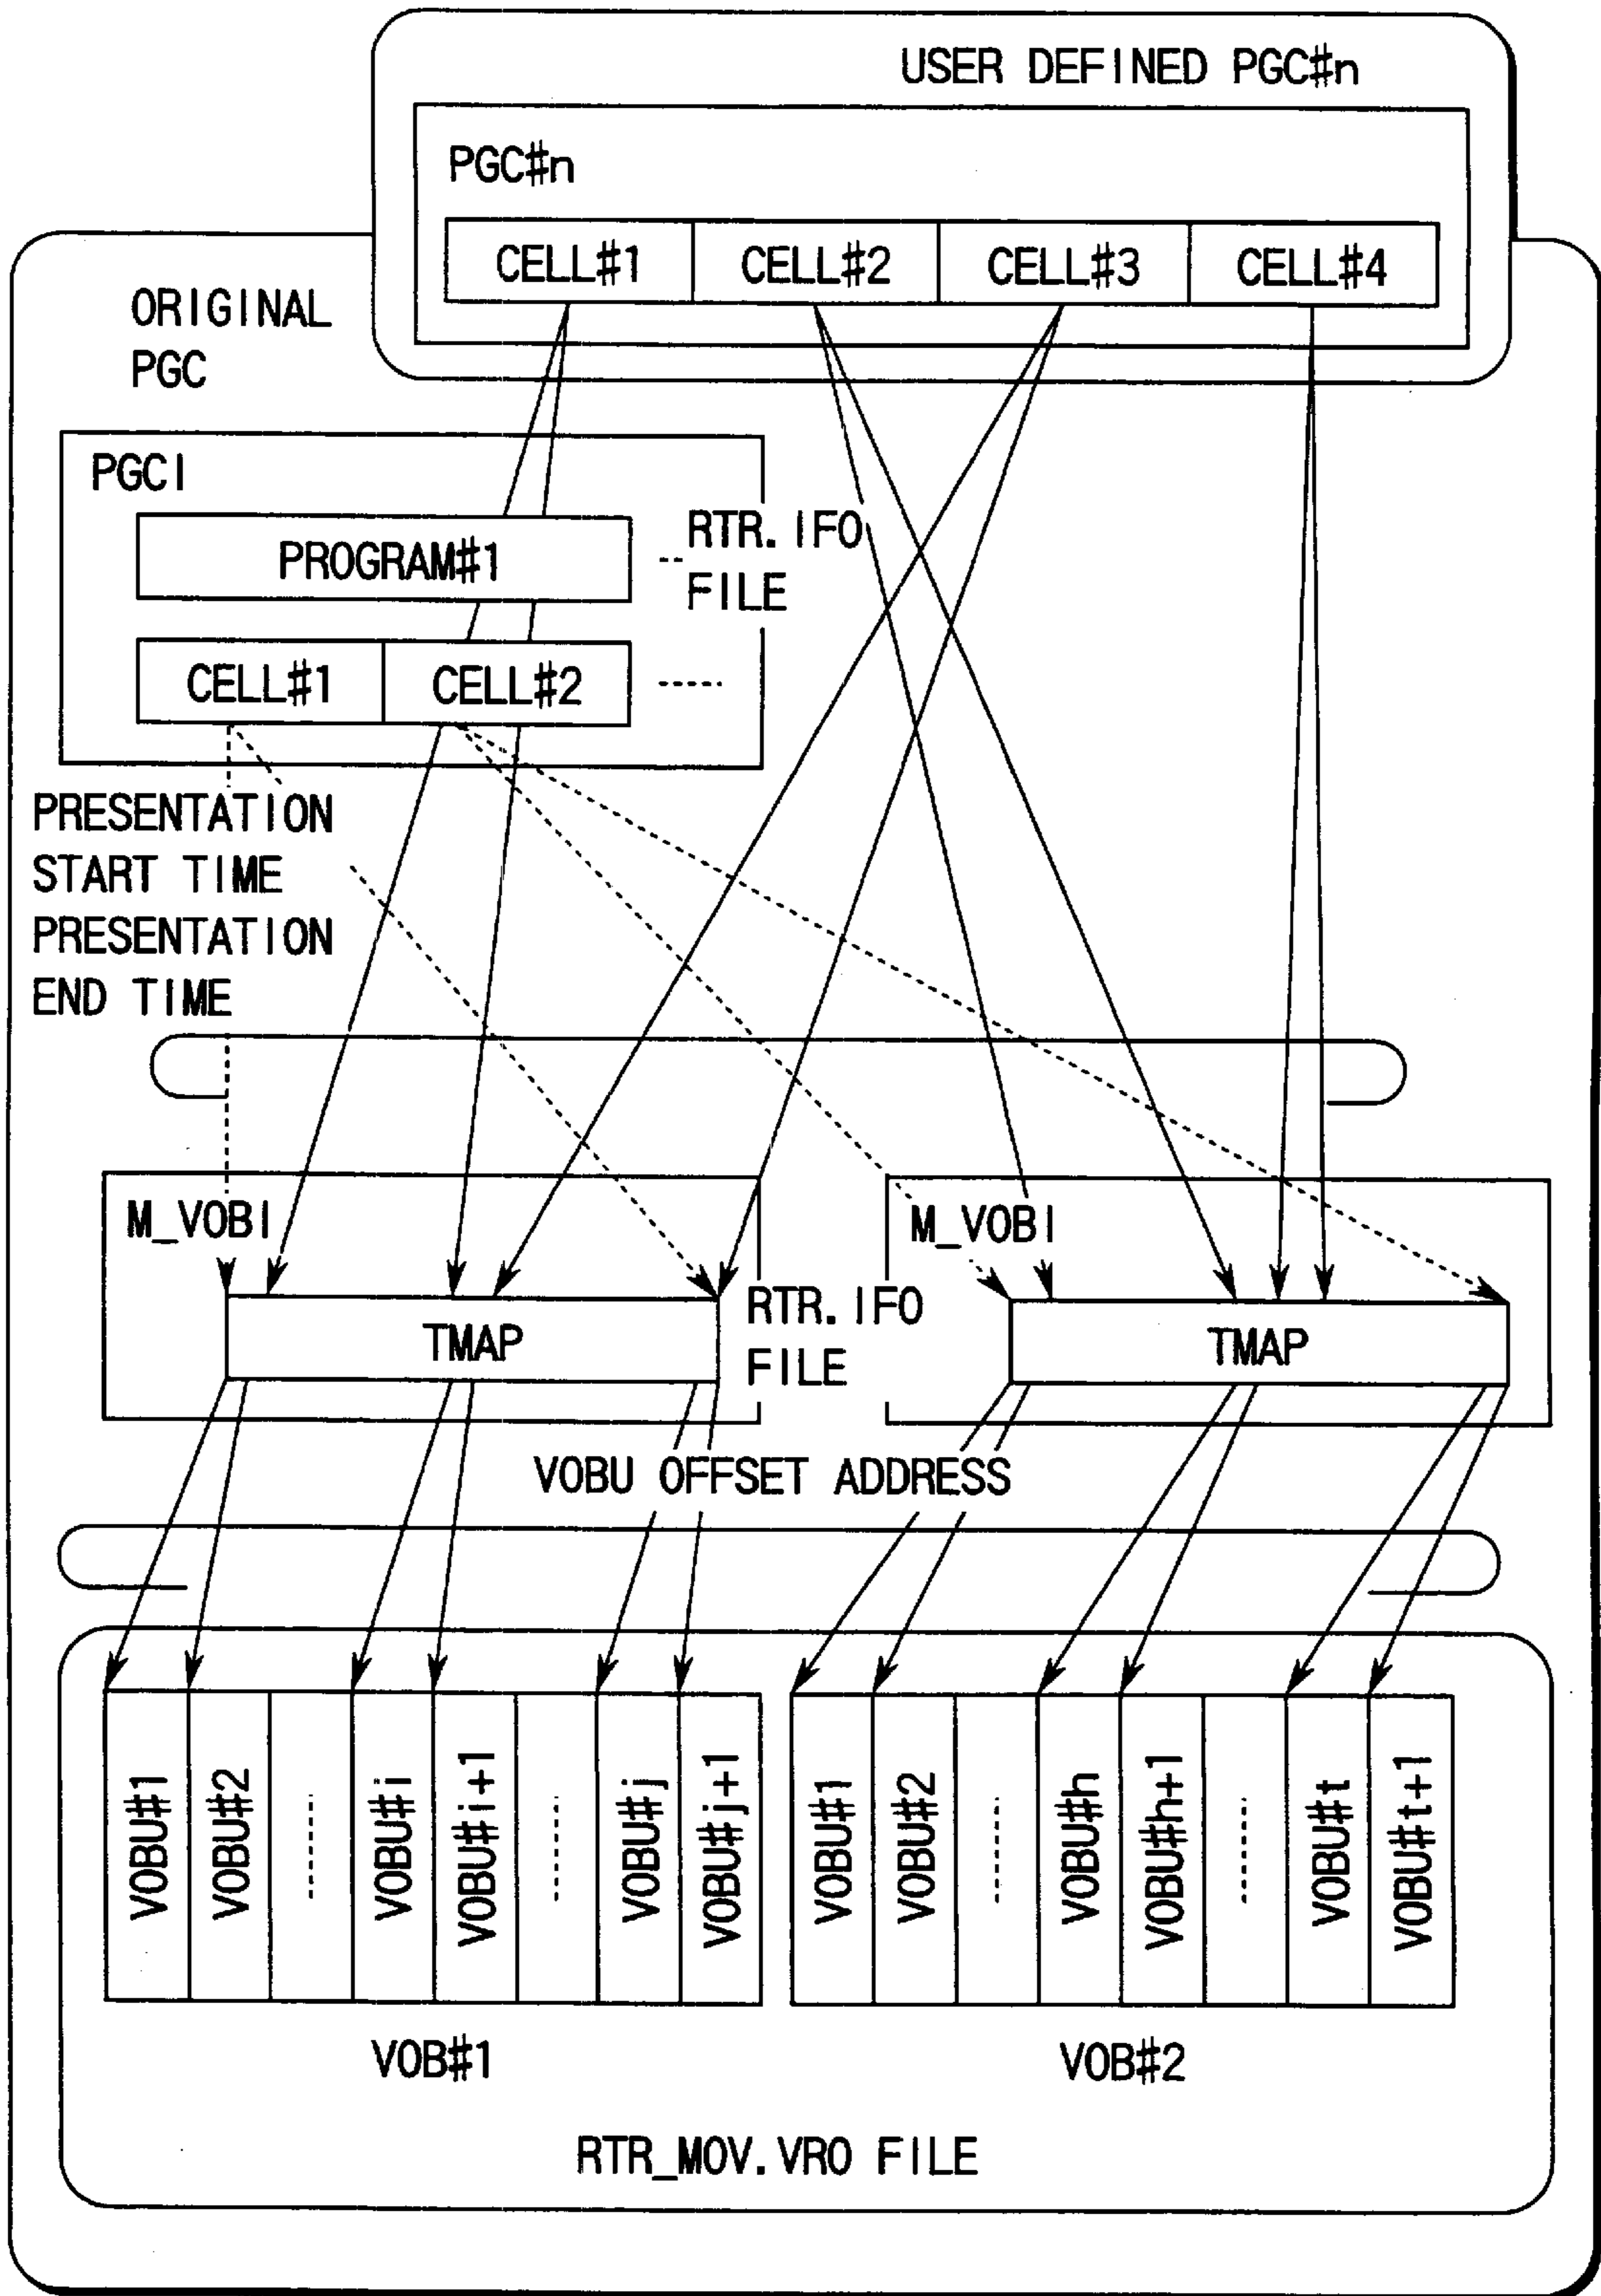 USER DEFINED PGC#n
PGC#n
CELL#1 CELL#2 CELL#3 CELL#4
ORIGINAL
PGC
PGCI
PROGRAM#1
RTR.IFO
FILE
CELL#1 CELL#2
PRESENTATION
START TIME
PRESENTATION
END TIME
M_VOBI
M_VOBI
TMAP
RTR.IFO
FILE
TMAP
VOBU OFFSET ADDRESS
VOBU#1
VOBU#2
VOBU#i
VOBU#i+1
VOBU#j
VOBU#j+1
VOBU#1
VOBU#2
VOBU#h
VOBU#h+1
VOBU#t
VOBU#t+1
VOB#1
VOB#2
RTR_MOV.VRO FILE